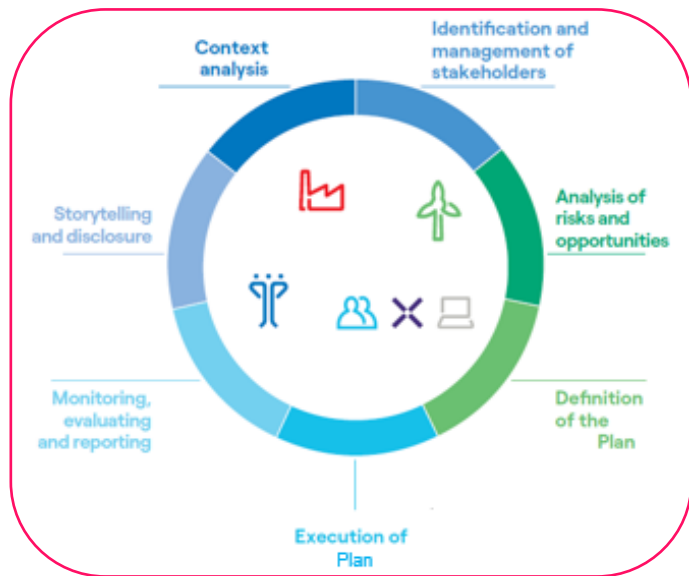 Context
analysis
Identification and
management of
stakeholders
Analysis of
risks and
opportunities
Definition
of the
Plan
Execution of
Plan
Monitoring,
evaluating
and reporting
Storytelling
and disclosure